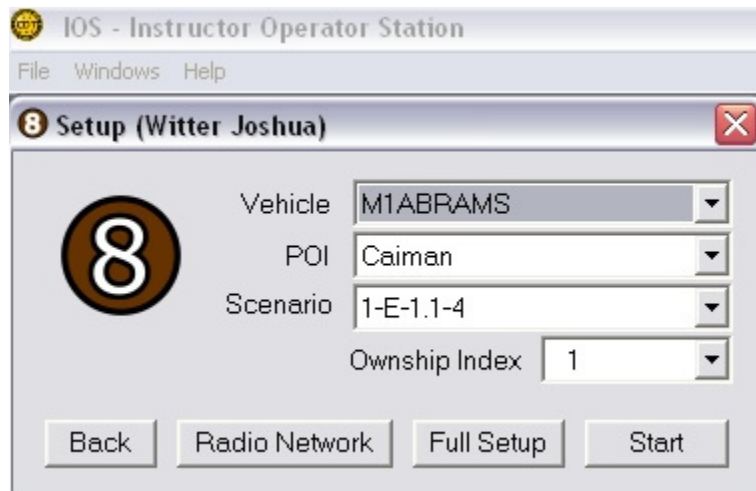 IOS - Instructor Operator Station
File Windows Help
8 Setup (Witter Joshua)
8
Vehicle M1ABRAMS
POI Caiman
Scenario 1-E-1.1-4
Ownship Index 1
Back Radio Network Full Setup Start